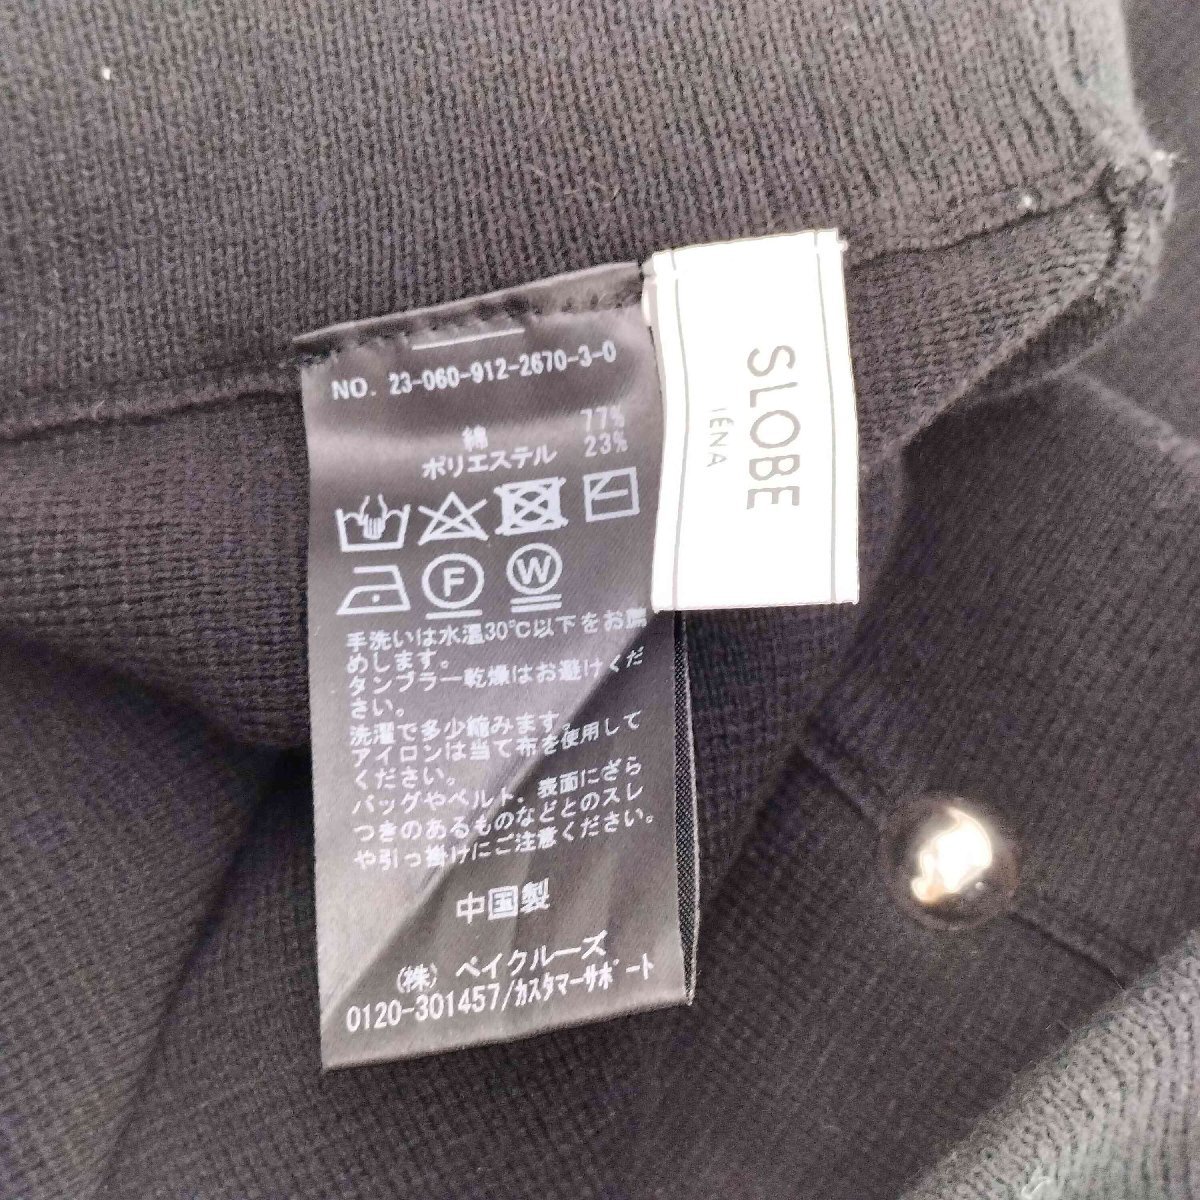 NO. 23-060-912-2670-3-0
綿 77%
ポリエステル 23%
F
W
手洗いは水温30℃以下をお薦
めします。
タンブラー乾燥はお避けくだ
さい。
洗濯で多少縮みます。
アイロンは当て布を使用して
ください。
バッグやベルト、表面にざら
つきのあるものなどとのスレ
や引っ掛けにご注意ください。
中国製
(株) ベイクルーズ
0120-301457/カスタマーサポート
SLOBE
IÉNA